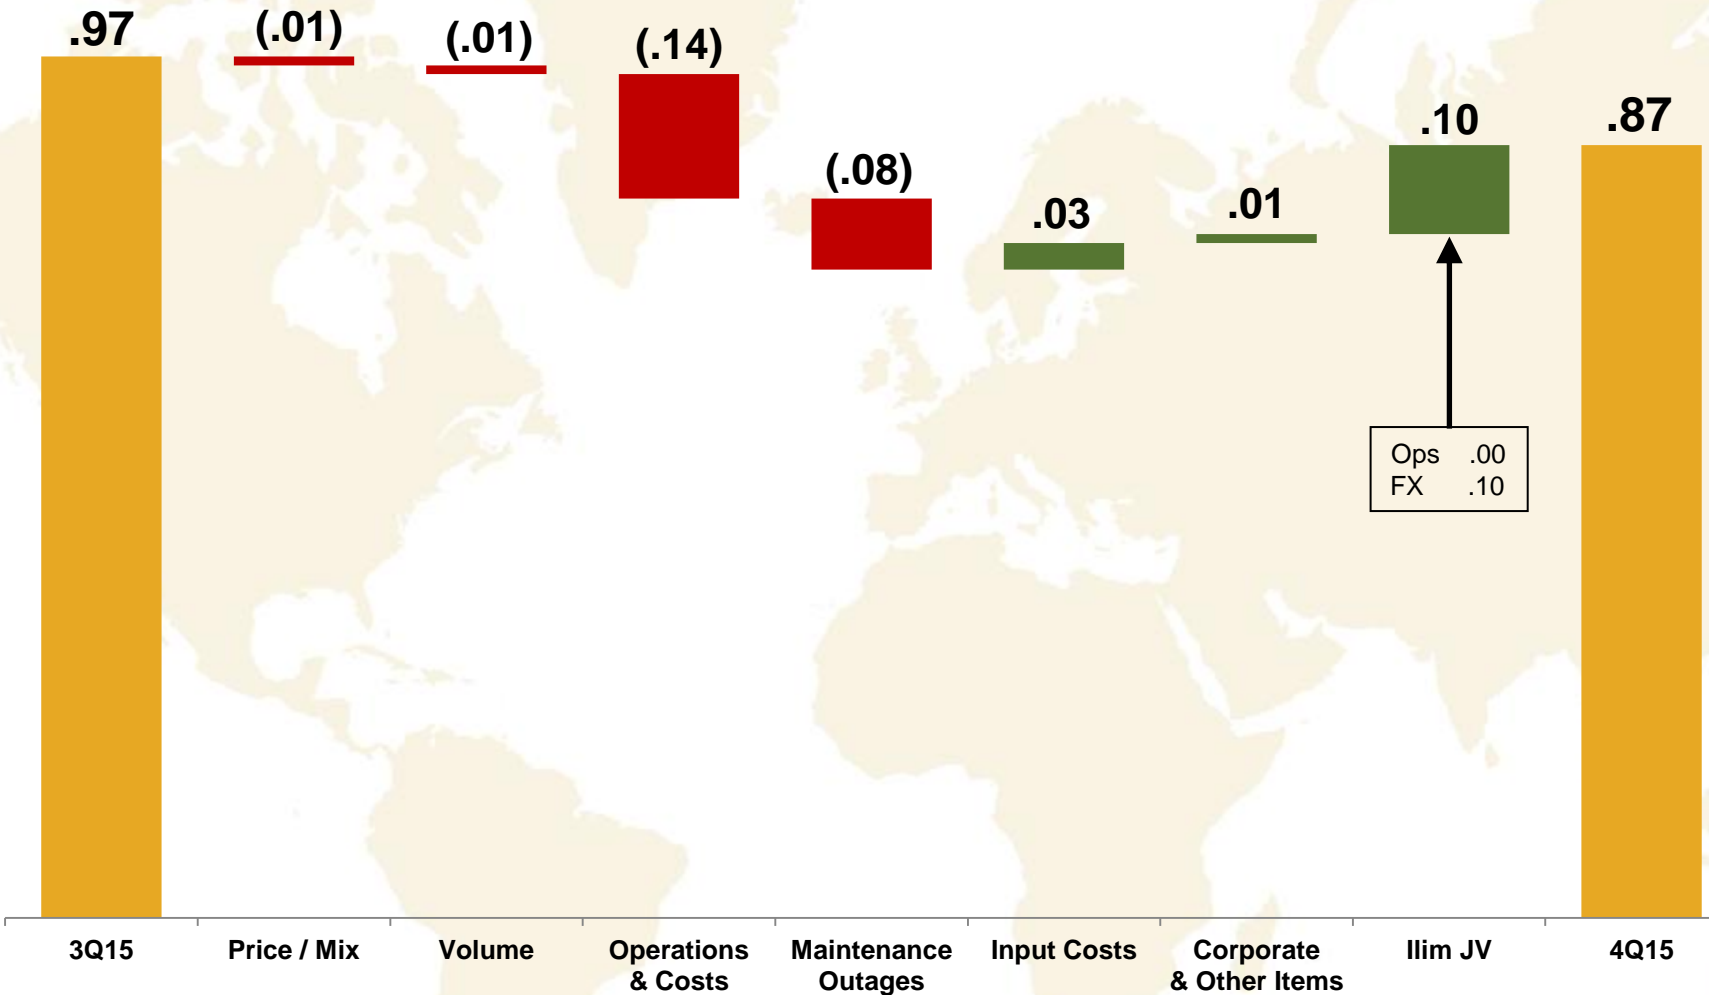 .97
(.01)
(.01)
(.14)
(.08)
.03
.01
.10
.87
Ops .00
FX .10
3Q15
Price / Mix
Volume
Operations
& Costs
Maintenance
Outages
Input Costs
Corporate
& Other Items
Ilim JV
4Q15